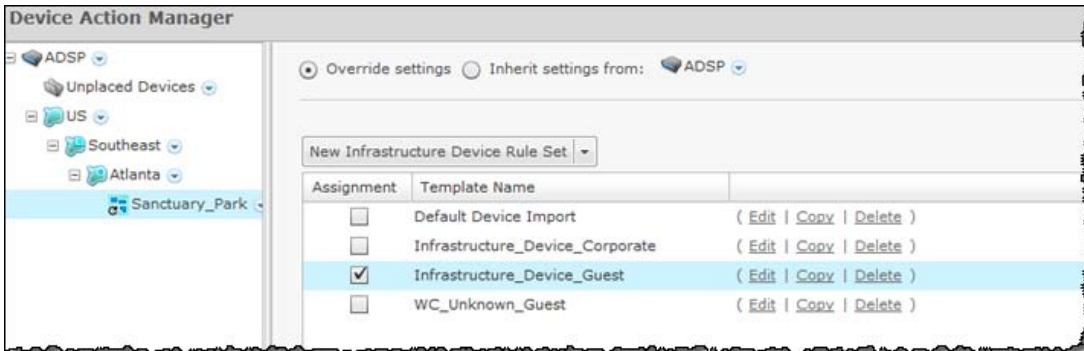 Device Action Manager
ADSP
Unplaced Devices
US
Southeast
Atlanta
Sanctuary_Park
Override settings Inherit settings from: ADSP
New Infrastructure Device Rule Set
Assignment Template Name
Default Device Import ( Edit | Copy | Delete )
Infrastructure_Device_Corporate ( Edit | Copy | Delete )
Infrastructure_Device_Guest ( Edit | Copy | Delete )
WC_Unknown_Guest ( Edit | Copy | Delete )